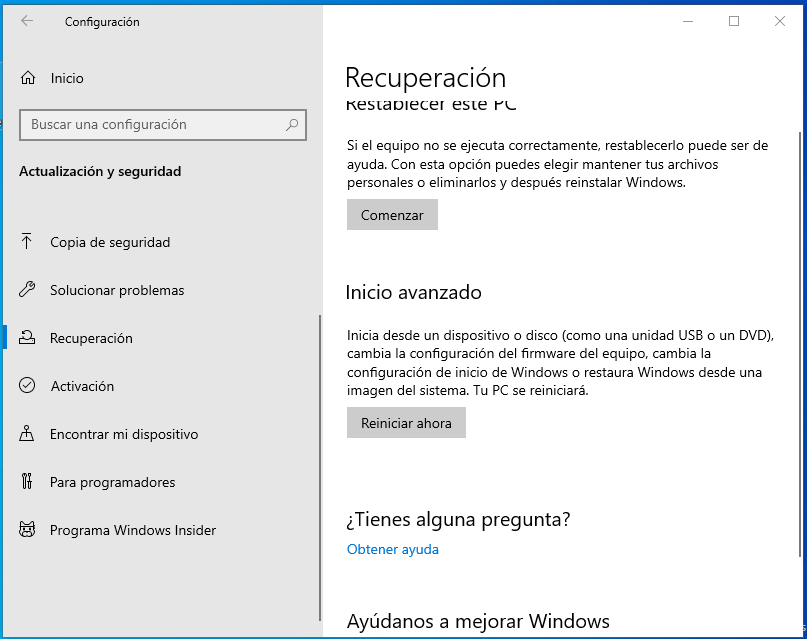 Configuración
Inicio
Buscar una configuración
Actualización y seguridad
Copia de seguridad
Solucionar problemas
Recuperación
Activación
Encontrar mi dispositivo
Para programadores
Programa Windows Insider
Recuperación
Restablecer este PC
Si el equipo no se ejecuta correctamente, restablecerlo puede ser de
ayuda. Con esta opción puedes elegir mantener tus archivos
personales o eliminarlos y después reinstalar Windows.
Comenzar
Inicio avanzado
Inicia desde un dispositivo o disco (como una unidad USB o un DVD),
cambia la configuración del firmware del equipo, cambia la
configuración de inicio de Windows o restaura Windows desde una
imagen del sistema. Tu PC se reiniciará.
Reiniciar ahora
¿Tienes alguna pregunta?
Obtener ayuda
Ayúdanos a mejorar Windows